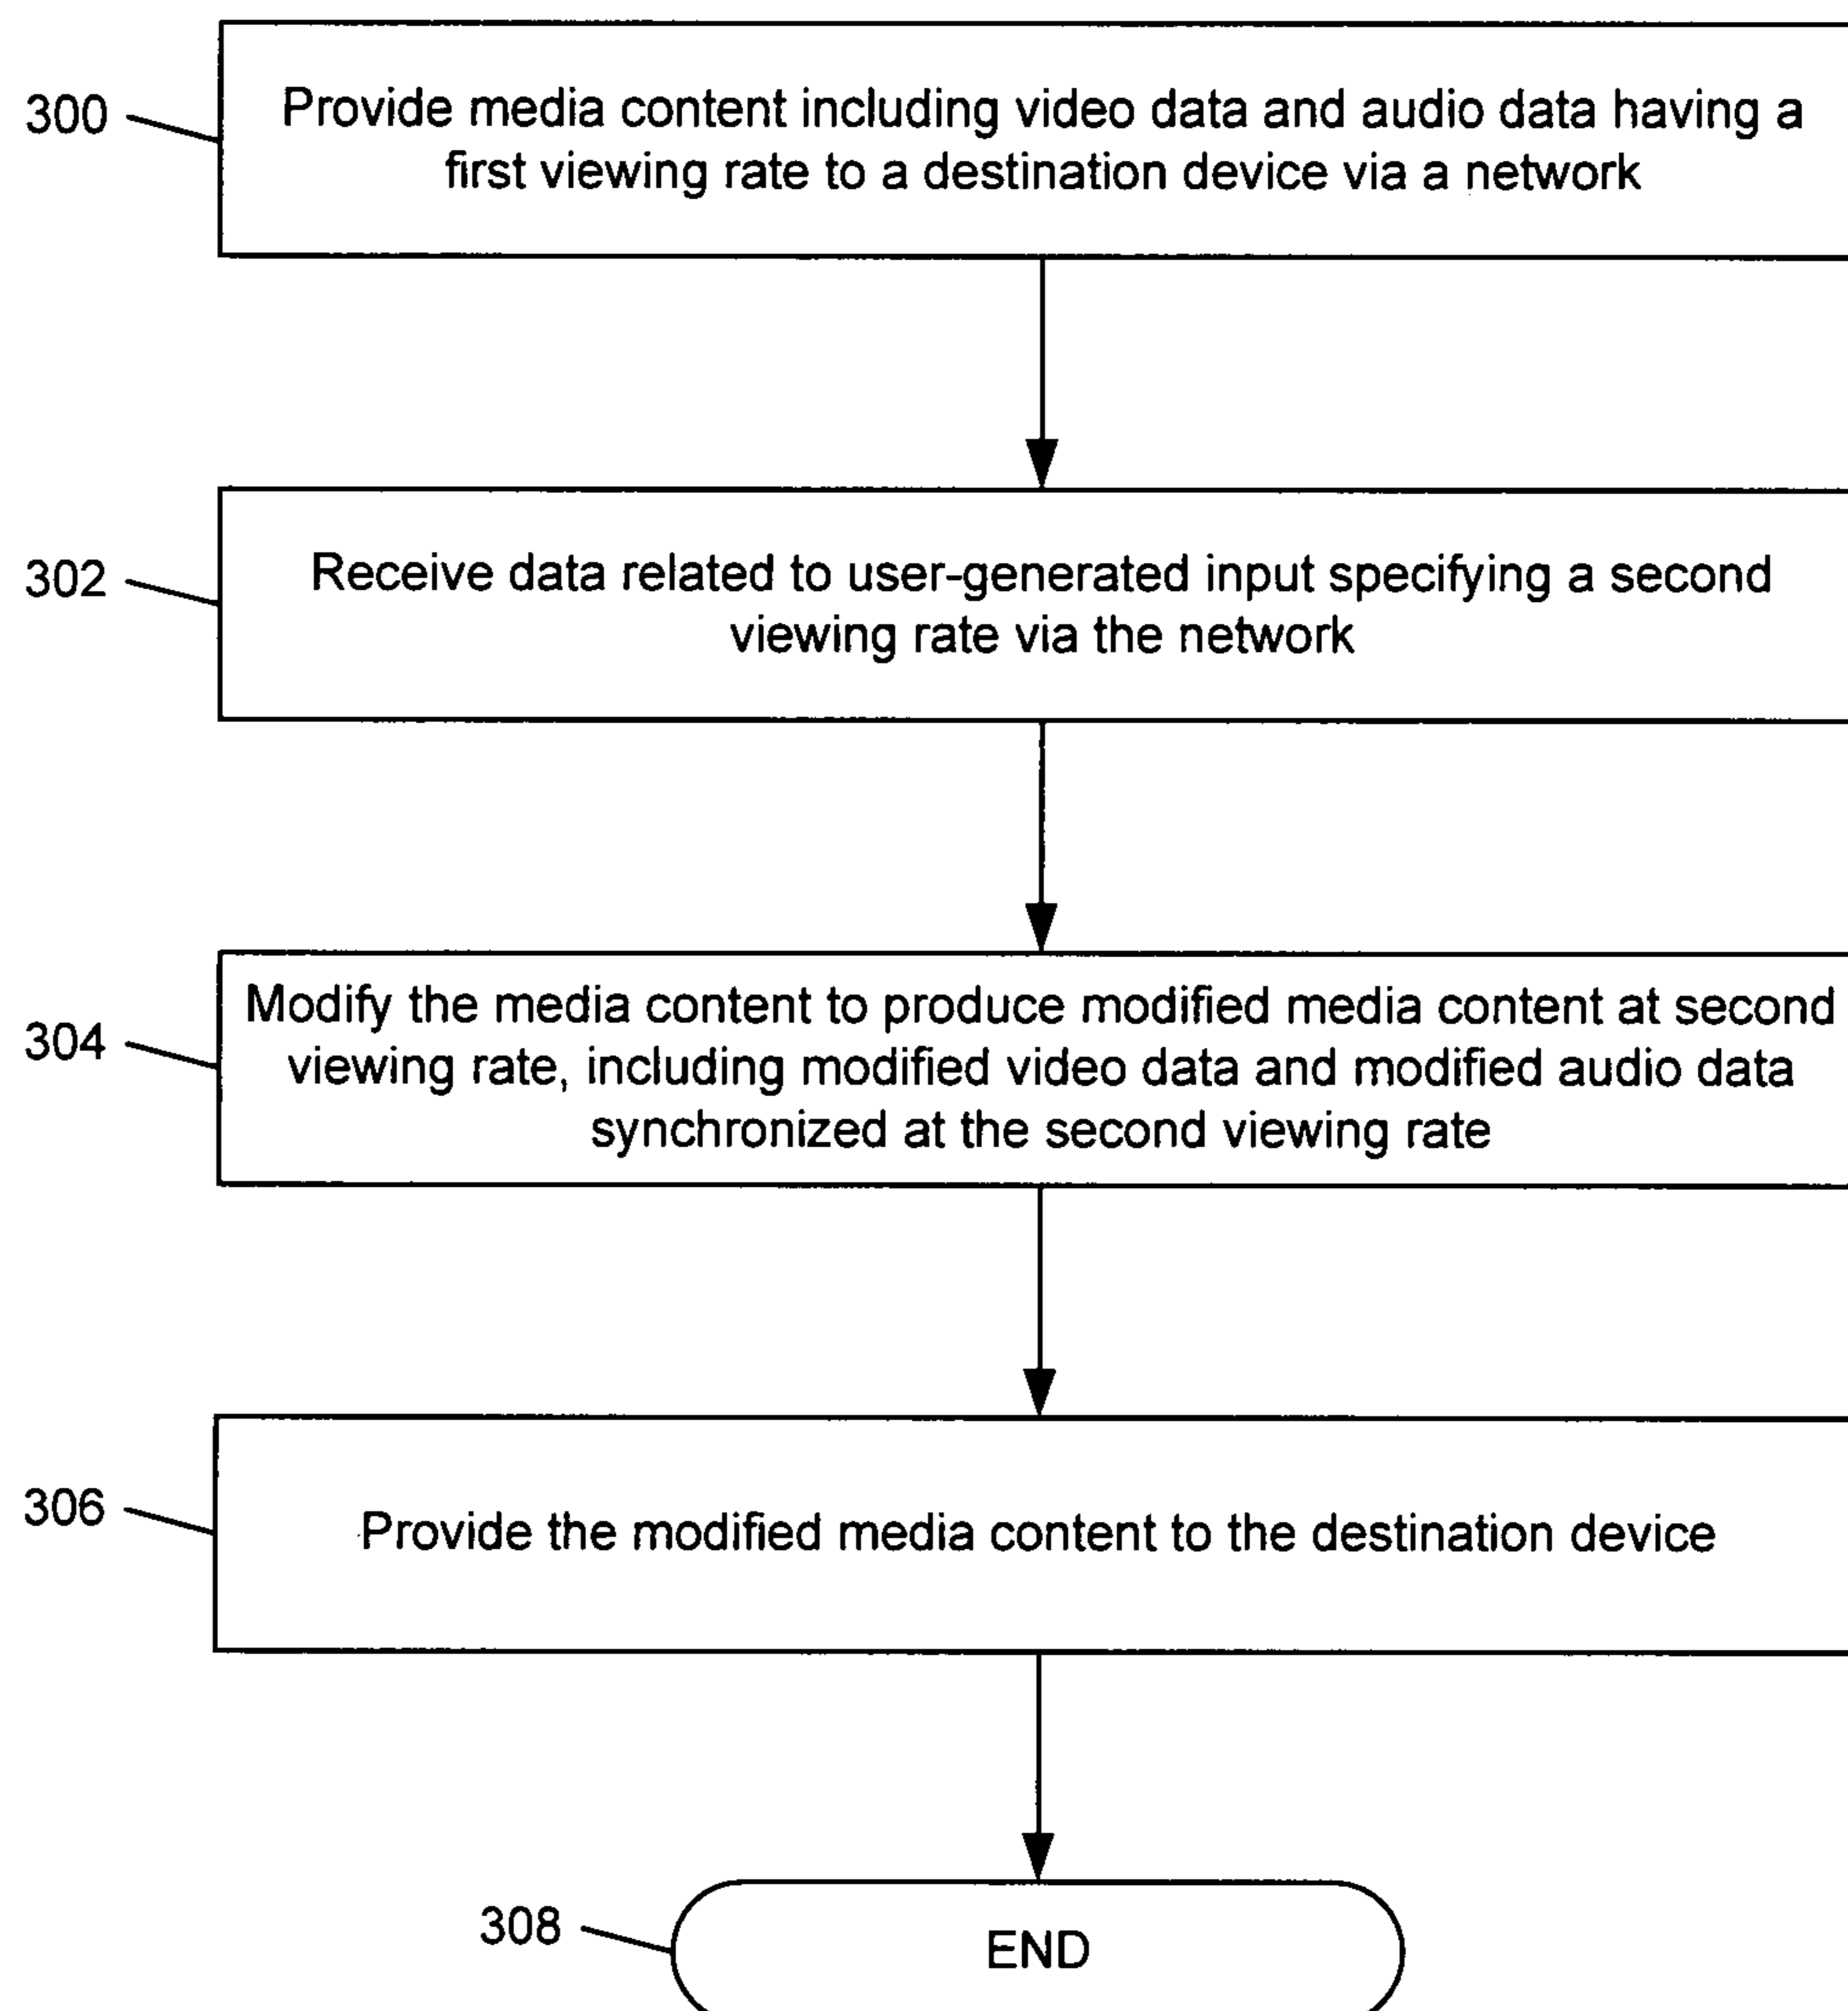 300
Provide media content including video data and audio data having a
first viewing rate to a destination device via a network
302
Receive data related to user-generated input specifying a second
viewing rate via the network
304
Modify the media content to produce modified media content at second
viewing rate, including modified video data and modified audio data
synchronized at the second viewing rate
306
Provide the modified media content to the destination device
308
END